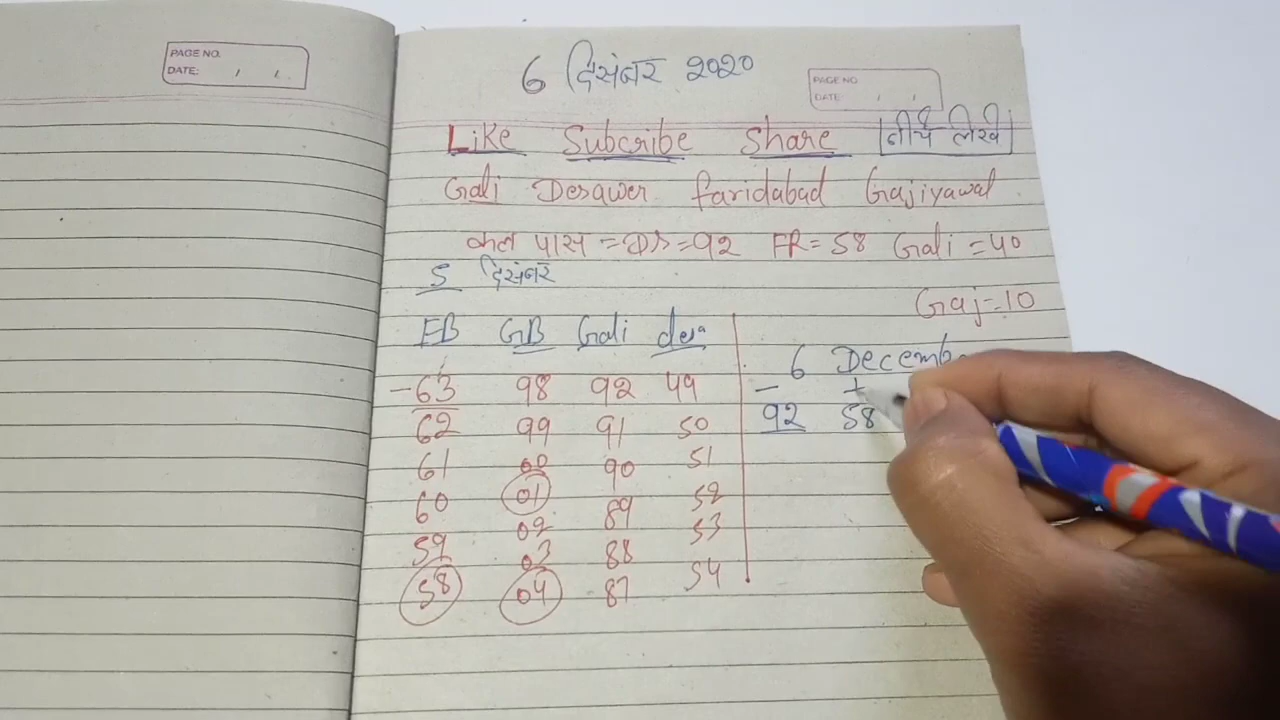 PAGE NO.
DATE:
6 दिसंबर 2020
PAGE NO
DATE:
Like Subcribe Share नीचे लिखे
Gali Desawer faridabad Gajiyawal
कल पास =DS=92 FR=58 Gali =40
5 दिसंबर
Gaj=10
FB GB Gali des
-63 98 92 49
62 99 91 50
61 00 90 51
60 01 89 52
59 02 88 53
58 03 87 54
04
6 Decemb
- +
92 58